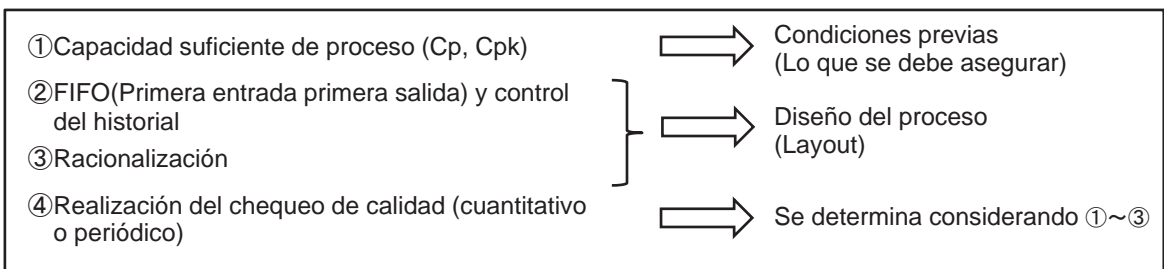 ①Capacidad suficiente de proceso (Cp, Cpk)
Condiciones previas
(Lo que se debe asegurar)
②FIFO(Primera entrada primera salida) y control
del historial
③Racionalización
Diseño del proceso
(Layout)
④Realización del chequeo de calidad (cuantitativo
o periódico)
Se determina considerando ①~③